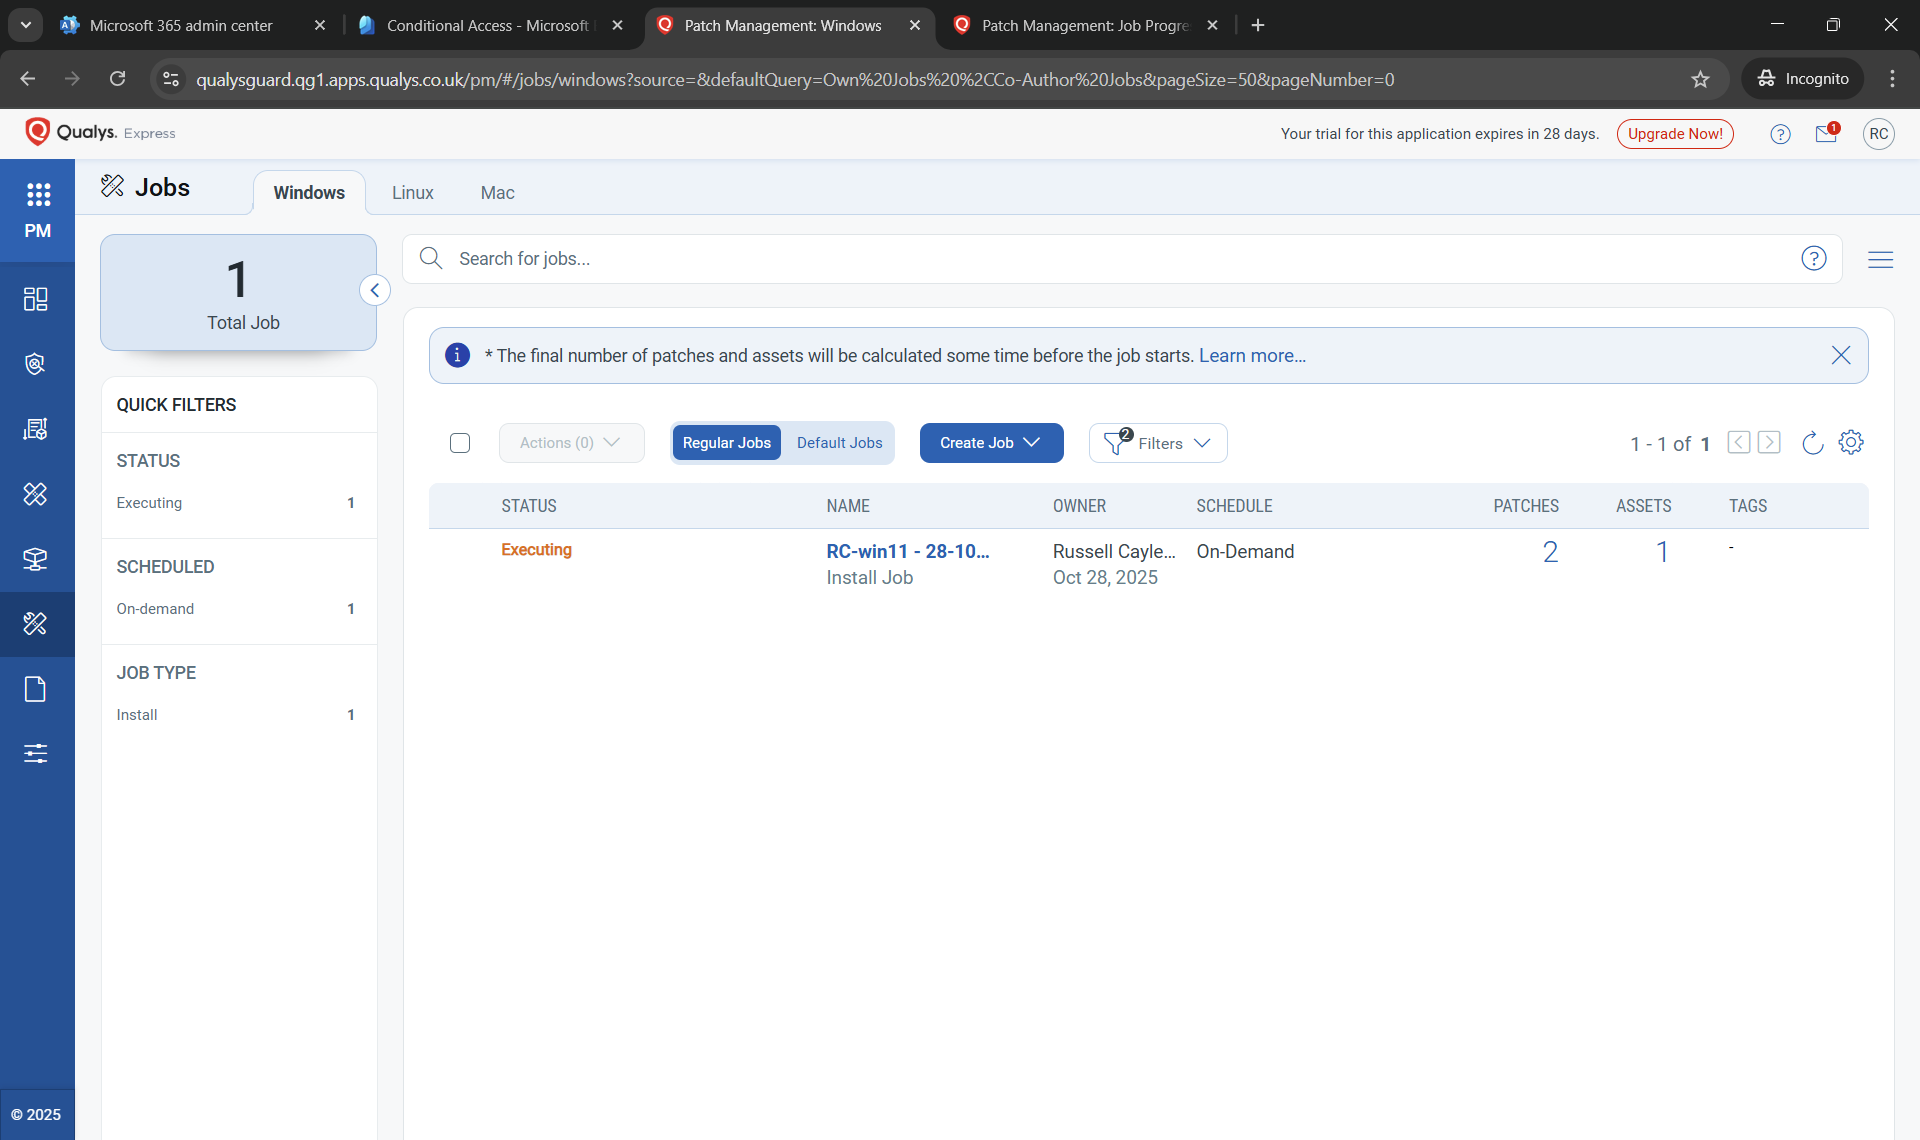 Microsoft 365 admin center
Conditional Access - Microsoft
Patch Management: Windows
Patch Management: Job Progre
qualysguard.qg1.apps.qualys.co.uk/pm/#/jobs/windows?source=&defaultQuery=Own%20Jobs%20%2CCo-Author%20Jobs&pageSize=50&pageNumber=0
Incognito
Qualys. Express
Your trial for this application expires in 28 days.
Upgrade Now!
?
1
RC
PM
Jobs
Windows
Linux
Mac
1
Total Job
Search for jobs...
?
* The final number of patches and assets will be calculated some time before the job starts. Learn more...
QUICK FILTERS
STATUS
Executing 1
SCHEDULED
On-demand 1
JOB TYPE
Install 1
Actions (0)
Regular Jobs
Default Jobs
Create Job
2
Filters
1 - 1 of 1
STATUS NAME OWNER SCHEDULE PATCHES ASSETS TAGS
Executing RC-win11 - 28-10... Russell Cayle... On-Demand 2 1 -
Install Job Oct 28, 2025
© 2025